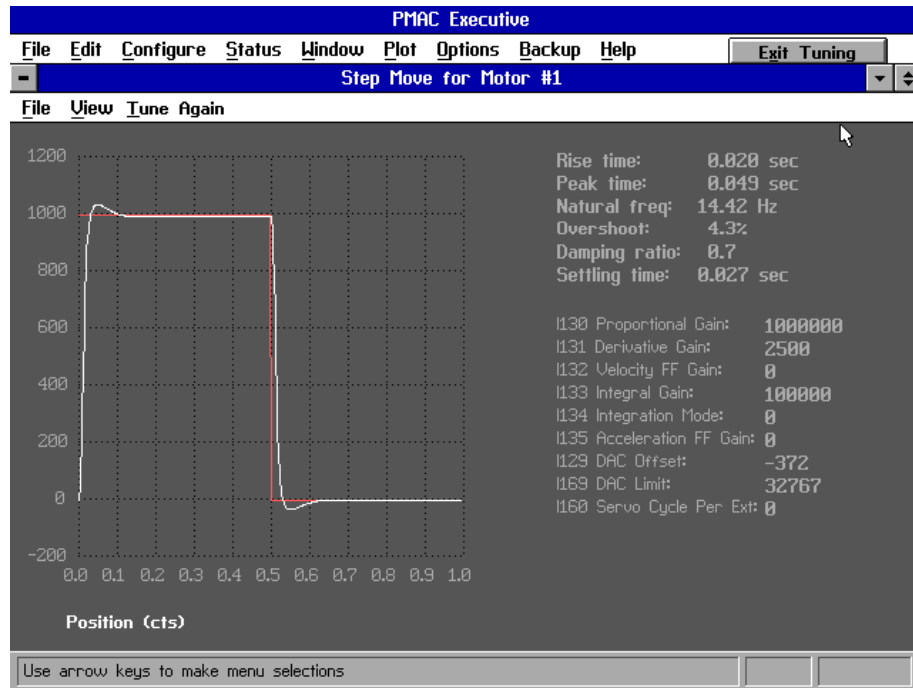 PMAC Executive
File Edit Configure Status Window Plot Options Backup Help Exit Tuning
Step Move for Motor #1
File View Tune Again
1200
1000
800
600
400
200
0
-200
0.0 0.1 0.2 0.3 0.4 0.5 0.6 0.7 0.8 0.9 1.0
Position (cts)
Rise time: 0.020 sec
Peak time: 0.049 sec
Natural freq: 14.42 Hz
Overshoot: 4.3%
Damping ratio: 0.7
Settling time: 0.027 sec
I130 Proportional Gain: 1000000
I131 Derivative Gain: 2500
I132 Velocity FF Gain: 0
I133 Integral Gain: 100000
I134 Integration Mode: 0
I135 Acceleration FF Gain: 0
I129 DAC Offset: -372
I169 DAC Limit: 32767
I160 Servo Cycle Per Ext: 0
Use arrow keys to make menu selections